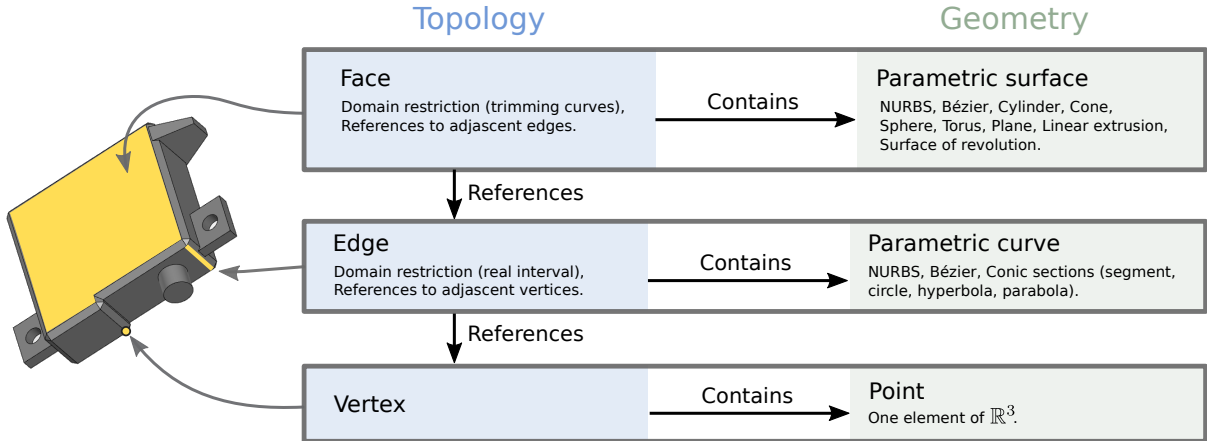 Topology
Geometry
Face
Domain restriction (trimming curves),
References to adjascent edges.
Contains
Parametric surface
NURBS, Bézier, Cylinder, Cone,
Sphere, Torus, Plane, Linear extrusion,
Surface of revolution.
References
Edge
Domain restriction (real interval),
References to adjascent vertices.
Contains
Parametric curve
NURBS, Bézier, Conic sections (segment,
circle, hyperbola, parabola).
References
Vertex
Contains
Point
One element of ℝ³.